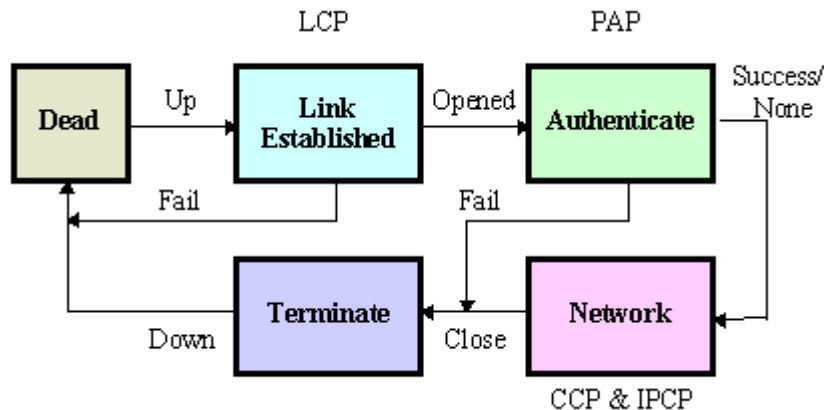 LCP
PAP
Dead
Up
Link
Established
Opened
Authenticate
Success/
None
Fail
Fail
Terminate
Network
Down
Close
CCP & IPCP